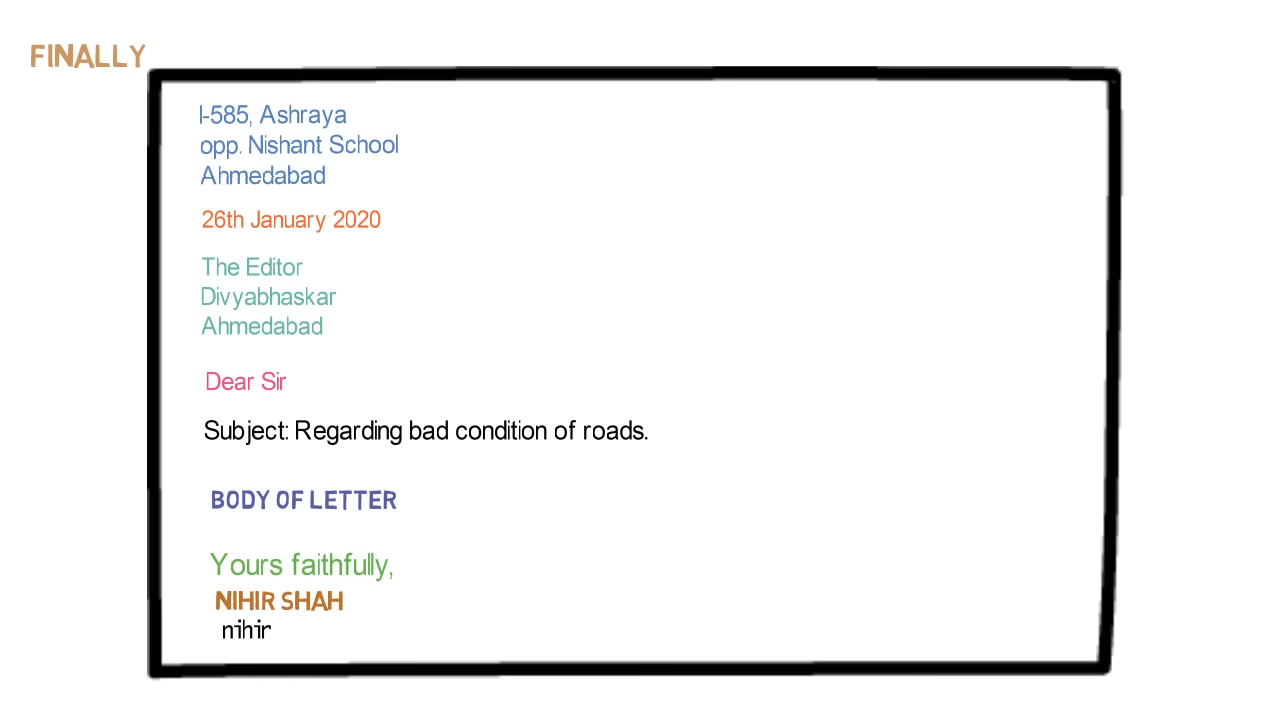 FINALLY
I-585, Ashraya
opp. Nishant School
Ahmedabad
26th January 2020
The Editor
Divyabhaskar
Ahmedabad
Dear Sir
Subject: Regarding bad condition of roads.
BODY OF LETTER
Yours faithfully,
NIHIR SHAH
nihir